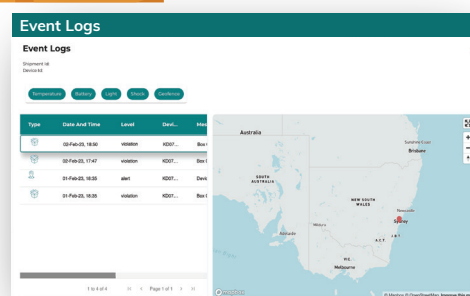 Event Logs
Event Logs
Shipment Id:
Device Id:
Temperature Battery Light Shock Geofence
Type Date And Time Level Devi... Mes
02-Feb-23, 18:50 violation KD07... Box
02-Feb-23, 17:47 violation KD07... Box
01-Feb-23, 18:35 alert KD07... Devic
01-Feb-23, 18:35 violation KD07... Box
1 to 4 of 4 Page 1 of 1
Australia
Sunshine Coast
Brisbane
SOUTH
AUSTRALIA
NEW SOUTH
WALES
Newcastle
Sydney
Mildura
Adelaide
A.C.T.
JBT
VIC.
Melbourne
mapbox
© Mapbox © OpenStreetMap Improve this